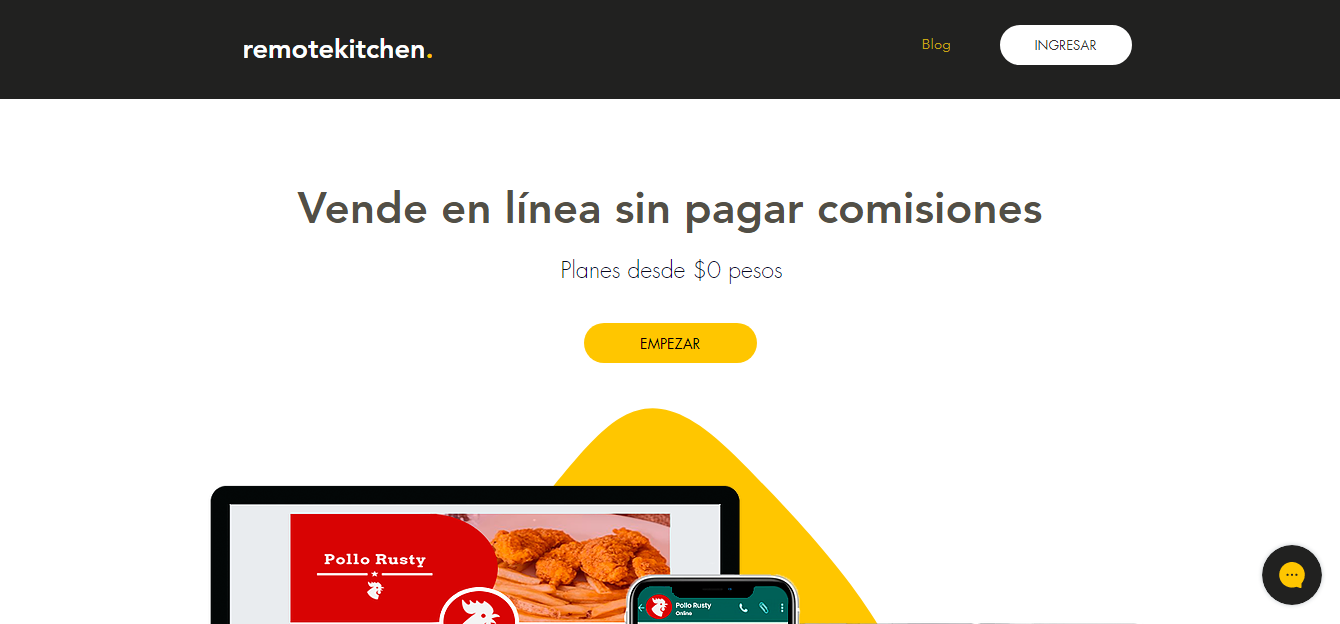 remotekitchen.
Blog
INGRESAR
Vende en línea sin pagar comisiones
Planes desde $0 pesos
EMPEZAR
Pollo Rusty
Pollo Rusty
Online